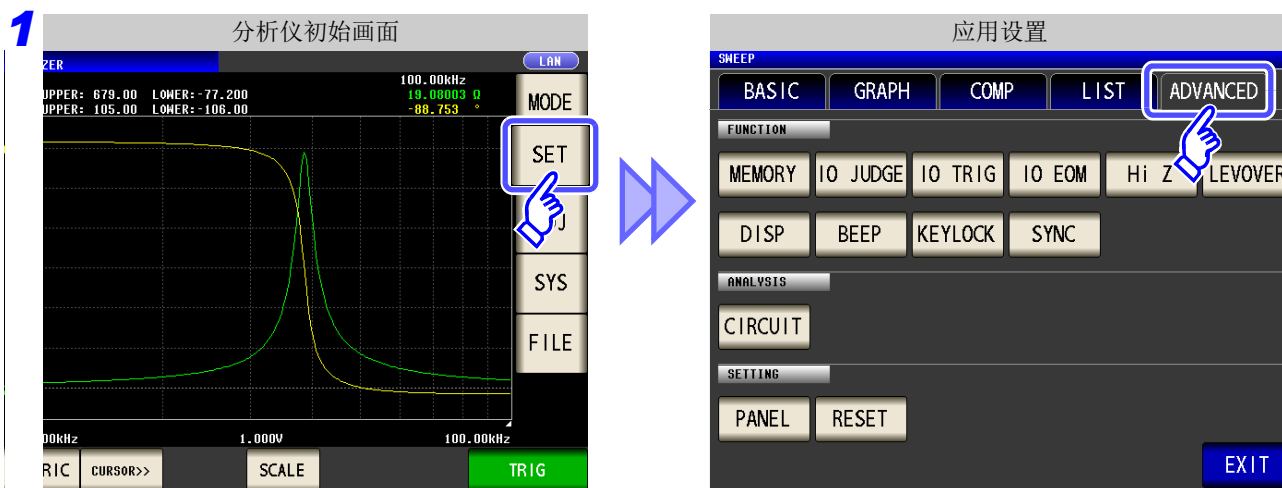 1
分析仪初始画面
ZER
LAN
UPPER: 679.00 LOWER:-77.200
UPPER: 105.00 LOWER:-106.00
100.00kHz
19.08003 Ω
-88.753 °
MODE
SET
SYS
FILE
00kHz
1.000V
100.00kHz
RIC
CURSOR>>
SCALE
TRIG
应用设置
SWEEP
BASIC
GRAPH
COMP
LIST
ADVANCED
FUNCTION
MEMORY
IO JUDGE
IO TRIG
IO EOM
Hi Z
LEVOVER
DISP
BEEP
KEYLOCK
SYNC
ANALYSIS
CIRCUIT
SETTING
PANEL
RESET
EXIT